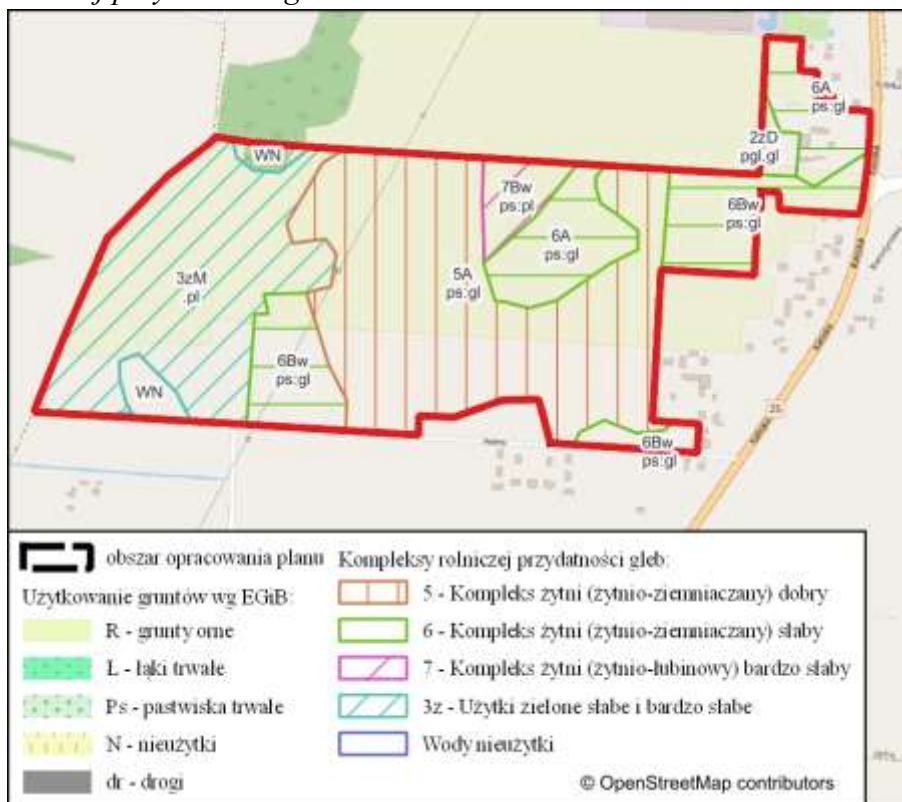 6A
ps:gl
2zD
pgl.gl
WN
7Bw
ps:pl
6Bw
ps:gl
6A
ps:gl
3zM
.pl
5A
ps:gl
6Bw
ps:gl
WN
25
6Bw
ps:gl
obszar opracowania planu
Kompleksy rolniczej przydatności gleb:
Użytkowanie gruntów wg EGiB:
5 - Kompleks żytni (żytnio-ziemniaczany) dobry
R - grunty orne
6 - Kompleks żytni (żytnio-ziemniaczany) słaby
L - łąki trwałe
7 - Kompleks żytni (żytnio-łubinowy) bardzo słaby
Ps - pastwiska trwałe
3z - Użytki zielone słabe i bardzo słabe
N - nieużytki
Wody nieużytki
dr - drogi
© OpenStreetMap contributors